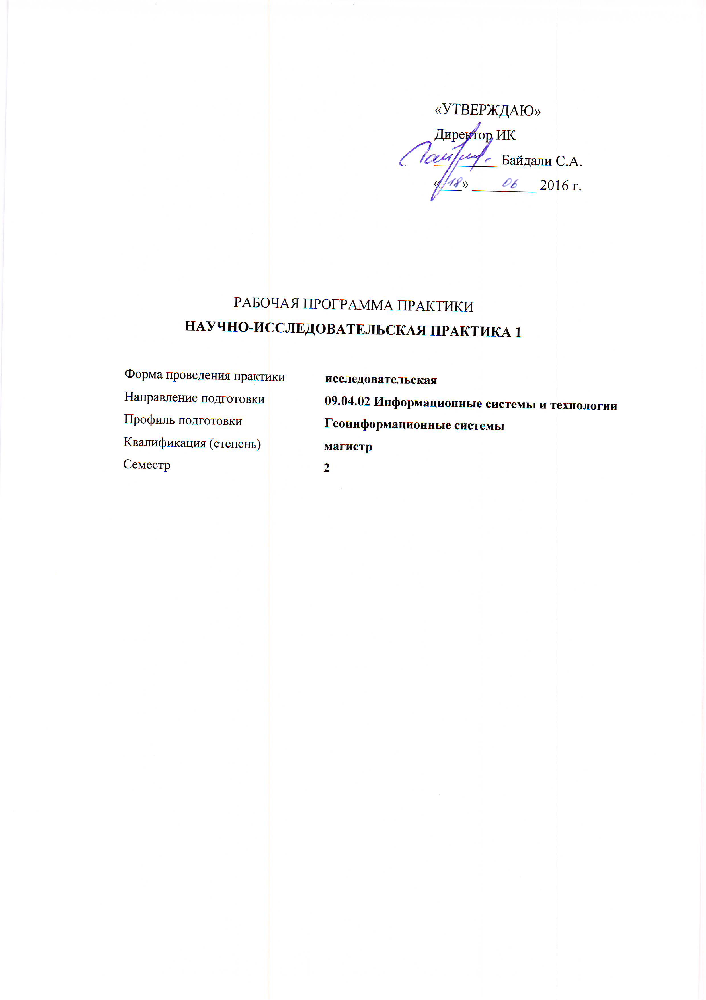 «УТВЕРЖДАЮ»
Директор ИК
_________ Байдали С.А.
«18» 06 2016 г.
РАБОЧАЯ ПРОГРАММА ПРАКТИКИ
НАУЧНО-ИССЛЕДОВАТЕЛЬСКАЯ ПРАКТИКА 1
Форма проведения практики исследовательская
Направление подготовки 09.04.02 Информационные системы и технологии
Профиль подготовки Геоинформационные системы
Квалификация (степень) магистр
Семестр 2